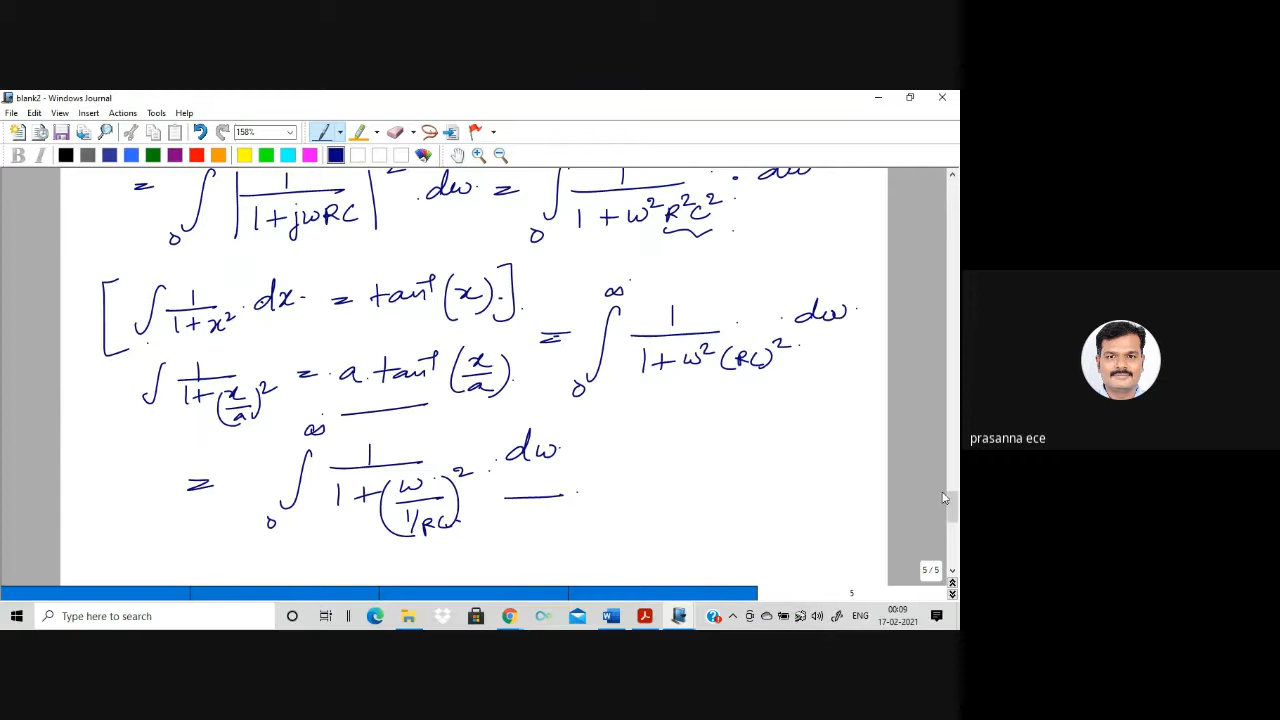 blank2 - Windows Journal
File Edit View Insert Actions Tools Help
158%
B I
= ∫₀ |1/(1+jωRC)|² . dω. = ∫₀ 1/(1+ω²R²C²) . dω
[∫ 1/(1+x²) dx. = tan⁻¹(x).] = ∫₀^∞ 1/(1+ω²(RC)²) . dω.
∫ 1/(1+(x/a)²) = a. tan⁻¹(x/a).
= ∫₀^∞ 1/(1+(ω/(1/RC))²) . dω
prasanna ece
5 / 5
5
Type here to search
ENG
00:09
17-02-2021